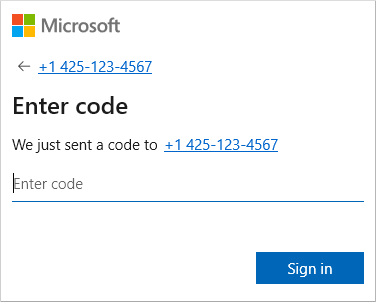 Microsoft
← +1 425-123-4567
Enter code
We just sent a code to +1 425-123-4567
Enter code
Sign in